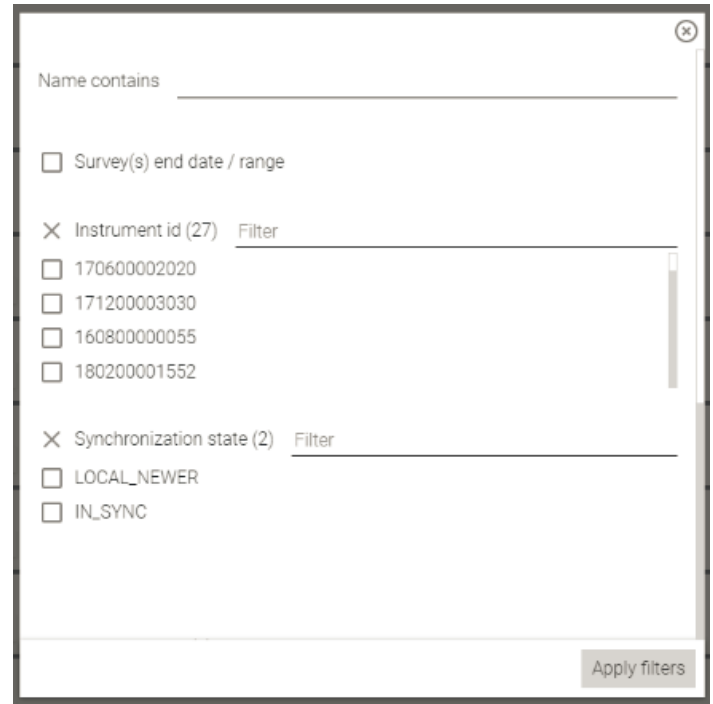 Name contains
Survey(s) end date / range
Instrument id (27) Filter
170600002020
171200003030
160800000055
180200001552
Synchronization state (2) Filter
LOCAL_NEWER
IN_SYNC
Apply filters